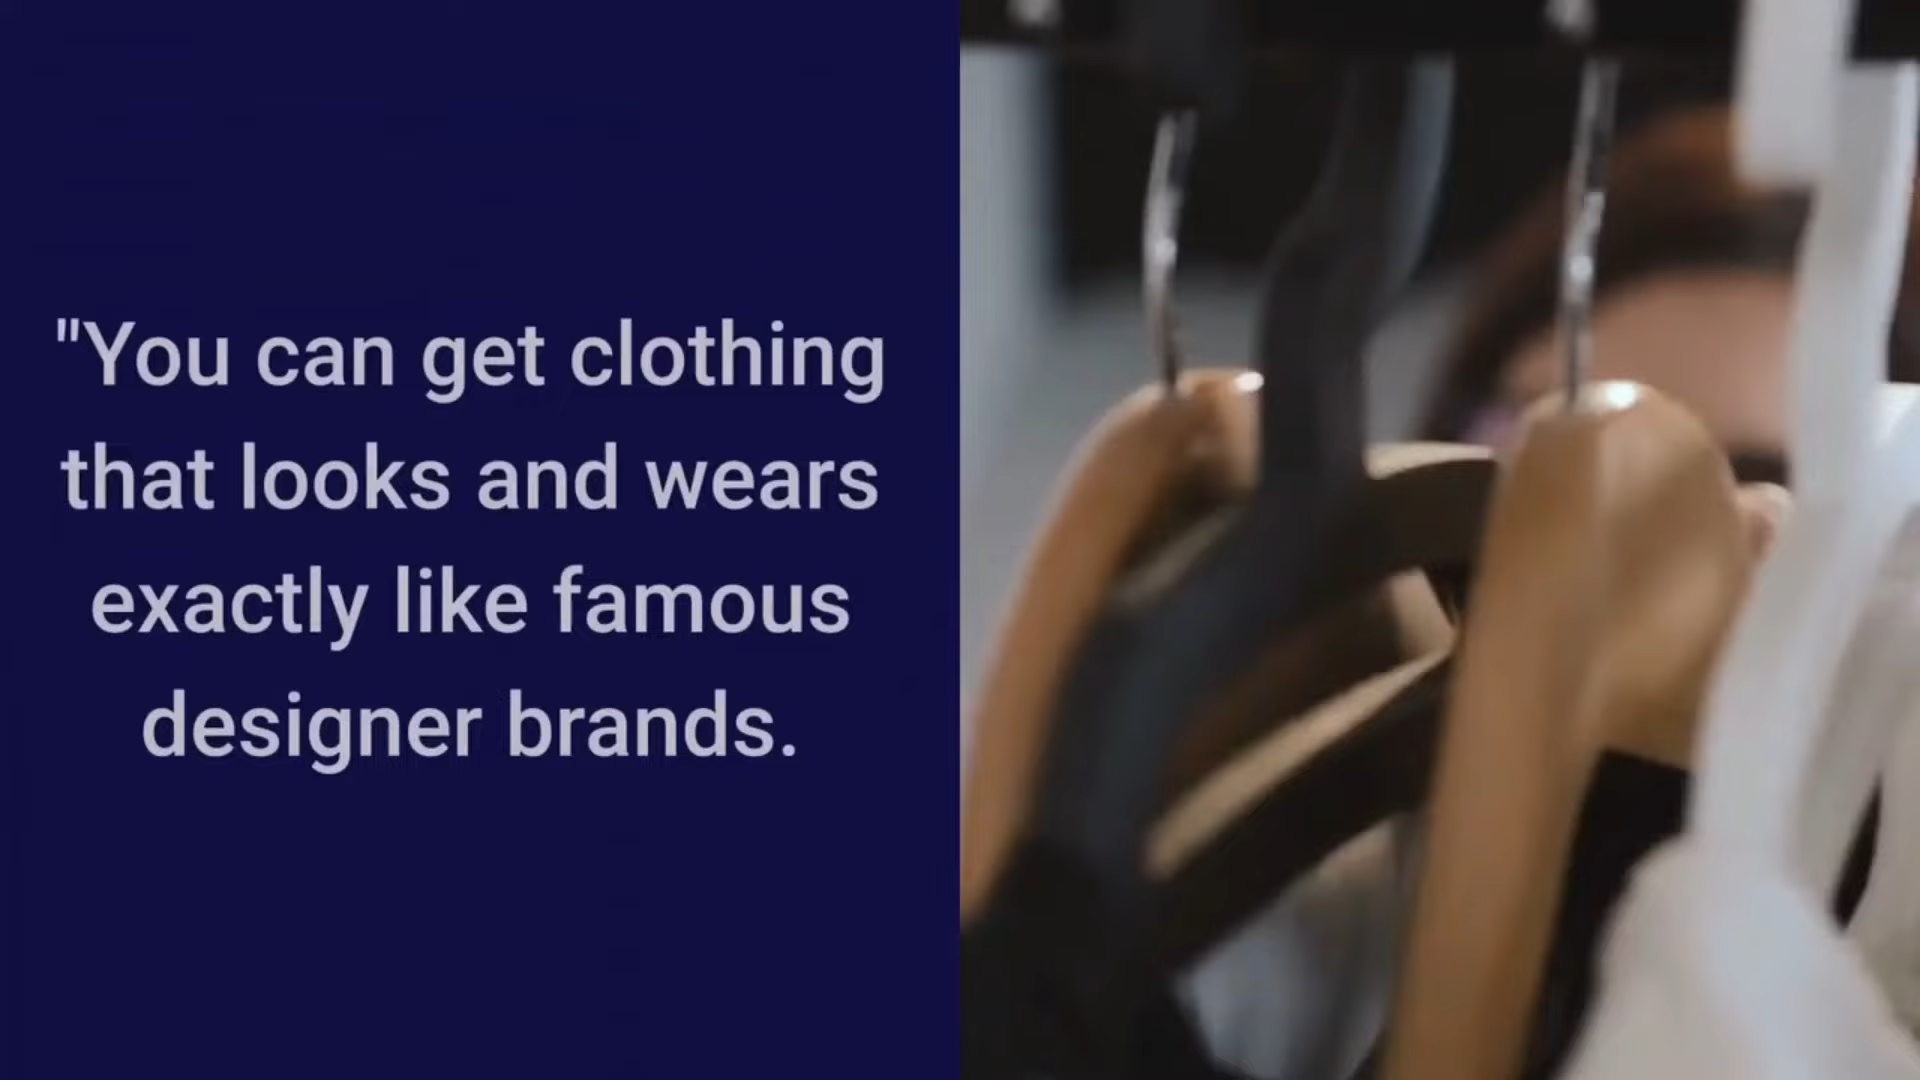 "You can get clothing
that looks and wears
exactly like famous
designer brands.